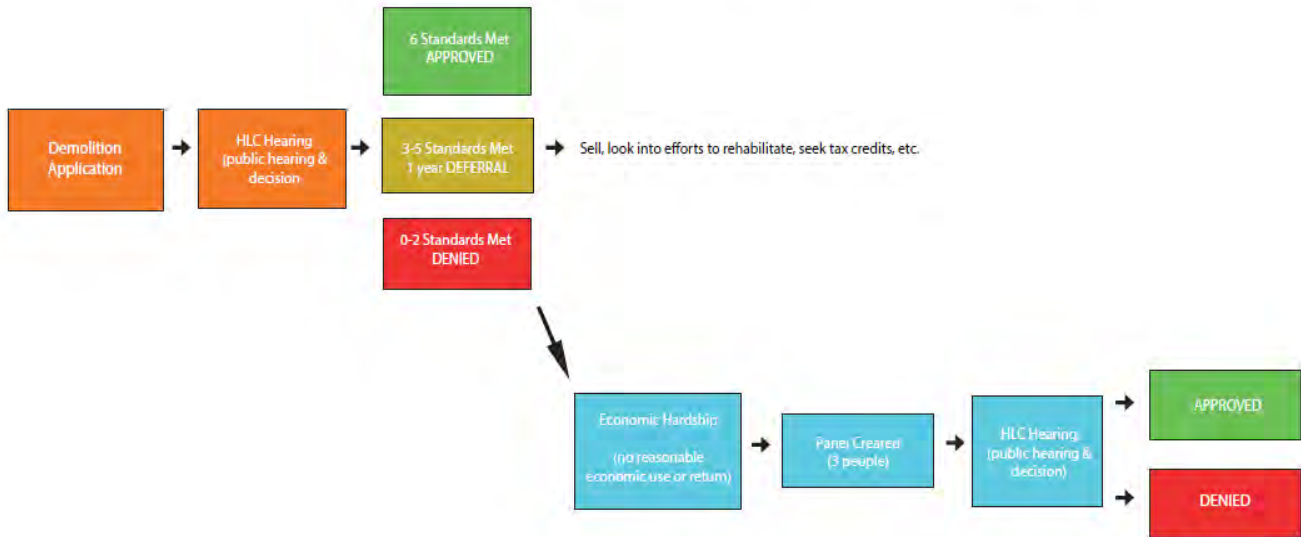 6 Standards Met
APPROVED
Demolition
Application
HLC Hearing
(public hearing &
decision
3-5 Standards Met
1 year DEFERRAL
Sell, look into efforts to rehabilitate, seek tax credits, etc.
0-2 Standards Met
DENIED
Economic Hardship
(no reasonable
economic use or return)
Panel Created
(3 people)
HLC Hearing
(public hearing &
decision)
APPROVED
DENIED